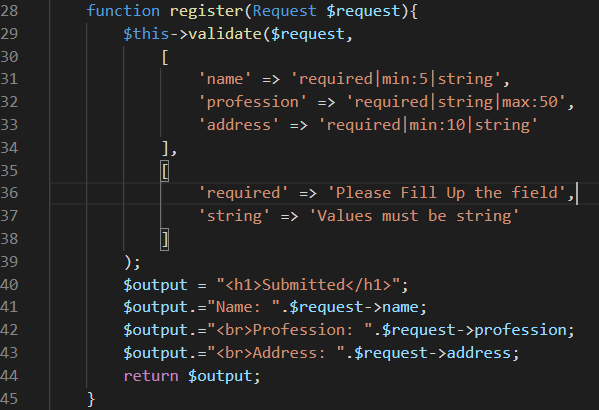 28 function register(Request $request){
29 $this->validate($request,
30 [
31 'name' => 'required|min:5|string',
32 'profession' => 'required|string|max:50',
33 'address' => 'required|min:10|string'
34 ],
35 [
36 'required' => 'Please Fill Up the field',
37 'string' => 'Values must be string'
38 ]
39 );
40 $output = "<h1>Submitted</h1>";
41 $output.="Name: ".$request->name;
42 $output.="<br>Profession: ".$request->profession;
43 $output.="<br>Address: ".$request->address;
44 return $output;
45 }